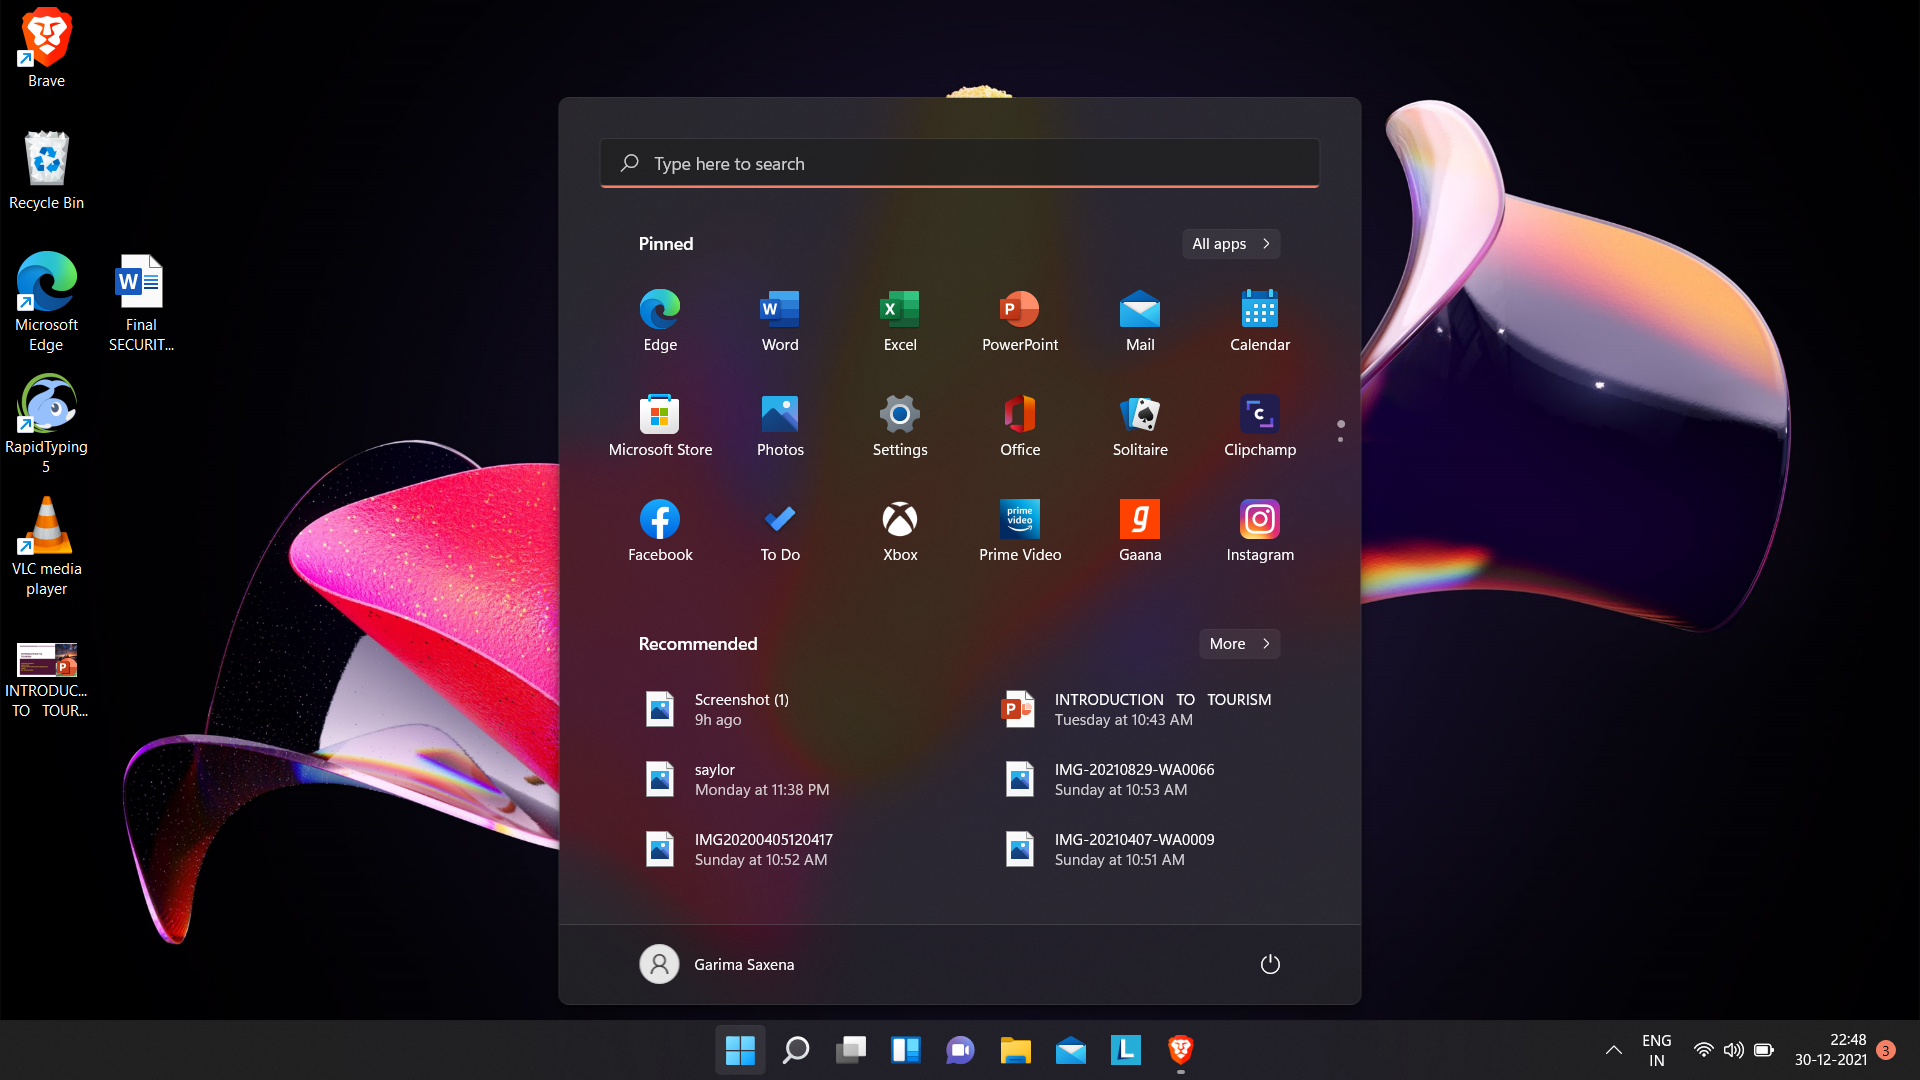 Brave
Recycle Bin
Microsoft
Edge
Final
SECURIT...
RapidTyping
5
VLC media
player
INTRODUC...
TO TOUR...
Type here to search
Pinned
All apps
Edge
Word
Excel
PowerPoint
Mail
Calendar
Microsoft Store
Photos
Settings
Office
Solitaire
Clipchamp
prime
video
Facebook
To Do
Xbox
Prime Video
Gaana
Instagram
Recommended
More
Screenshot (1)
9h ago
INTRODUCTION TO TOURISM
Tuesday at 10:43 AM
saylor
Monday at 11:38 PM
IMG-20210829-WA0066
Sunday at 10:53 AM
IMG20200405120417
Sunday at 10:52 AM
IMG-20210407-WA0009
Sunday at 10:51 AM
Garima Saxena
ENG
IN
22:48
30-12-2021
3